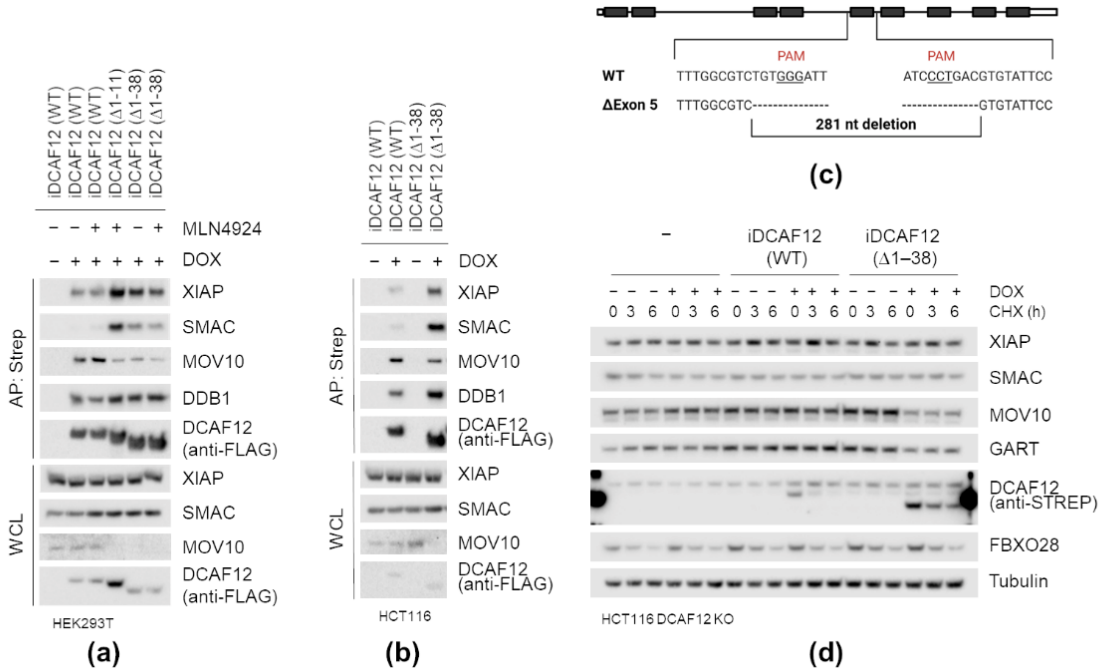 iDCAF12 (WT)
iDCAF12 (WT)
iDCAF12 (WT)
iDCAF12 (Δ1-11)
iDCAF12 (Δ1-38)
iDCAF12 (Δ1-38)
− − + + − + MLN4924
− + + + + + DOX
AP: Strep
XIAP
SMAC
MOV10
DDB1
DCAF12
(anti-FLAG)
WCL
XIAP
SMAC
MOV10
DCAF12
(anti-FLAG)
HEK293T
(a)
iDCAF12 (WT)
iDCAF12 (WT)
iDCAF12 (Δ1-38)
iDCAF12 (Δ1-38)
− + − + DOX
AP: Strep
XIAP
SMAC
MOV10
DDB1
DCAF12
(anti-FLAG)
WCL
XIAP
SMAC
MOV10
DCAF12
(anti-FLAG)
HCT116
(b)
PAM PAM
WT TTTGGCGTCTGTGGGATT ATCCCTGACGTGTATTCC
ΔExon 5 TTTGGCGTC--------------- ---------------GTGTATTCC
281 nt deletion
(c)
− iDCAF12 (WT) iDCAF12 (Δ1–38)
− − − + + + − − − + + + − − − + + + DOX
0 3 6 0 3 6 0 3 6 0 3 6 0 3 6 0 3 6 CHX (h)
XIAP
SMAC
MOV10
GART
DCAF12
(anti-STREP)
FBXO28
Tubulin
HCT116 DCAF12 KO
(d)